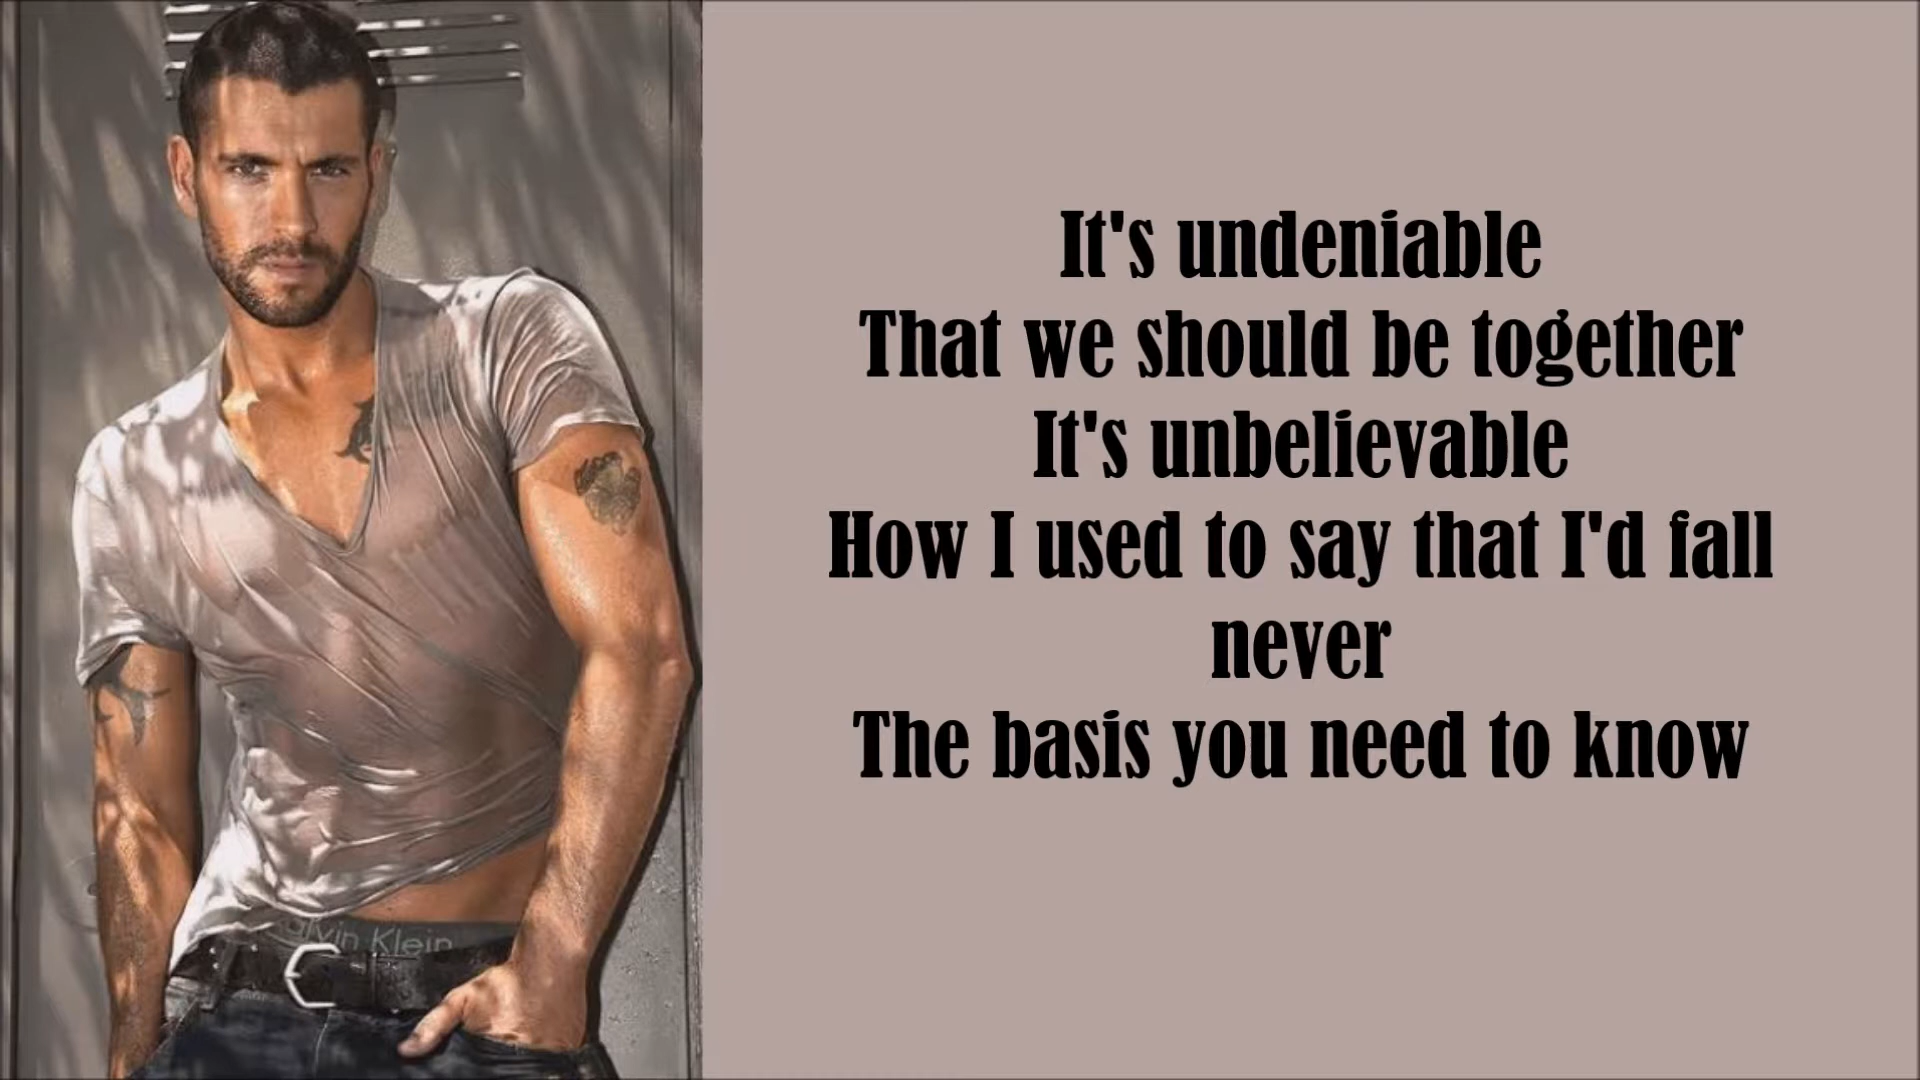 It's undeniable
That we should be together
It's unbelievable
How I used to say that I'd fall
never
The basis you need to know
alvin Klein